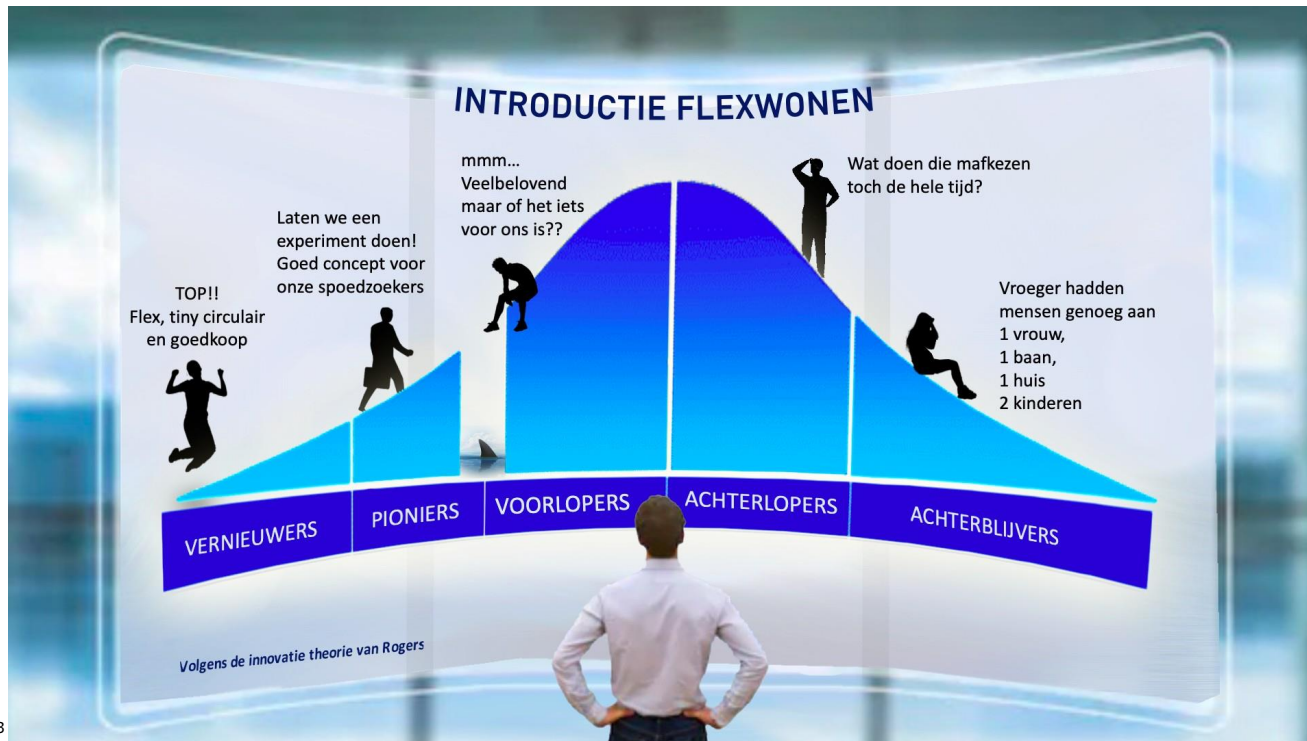 INTRODUCTIE FLEXWONEN
TOP!!
Flex, tiny circulair
en goedkoop
Laten we een
experiment doen!
Goed concept voor
onze spoedzoekers
mmm...
Veelbelovend
maar of het iets
voor ons is??
Wat doen die mafkezen
toch de hele tijd?
Vroeger hadden
mensen genoeg aan
1 vrouw,
1 baan,
1 huis
2 kinderen
VERNIEUWERS
PIONIERS
VOORLOPERS
ACHTERLOPERS
ACHTERBLIJVERS
Volgens de innovatie theorie van Rogers